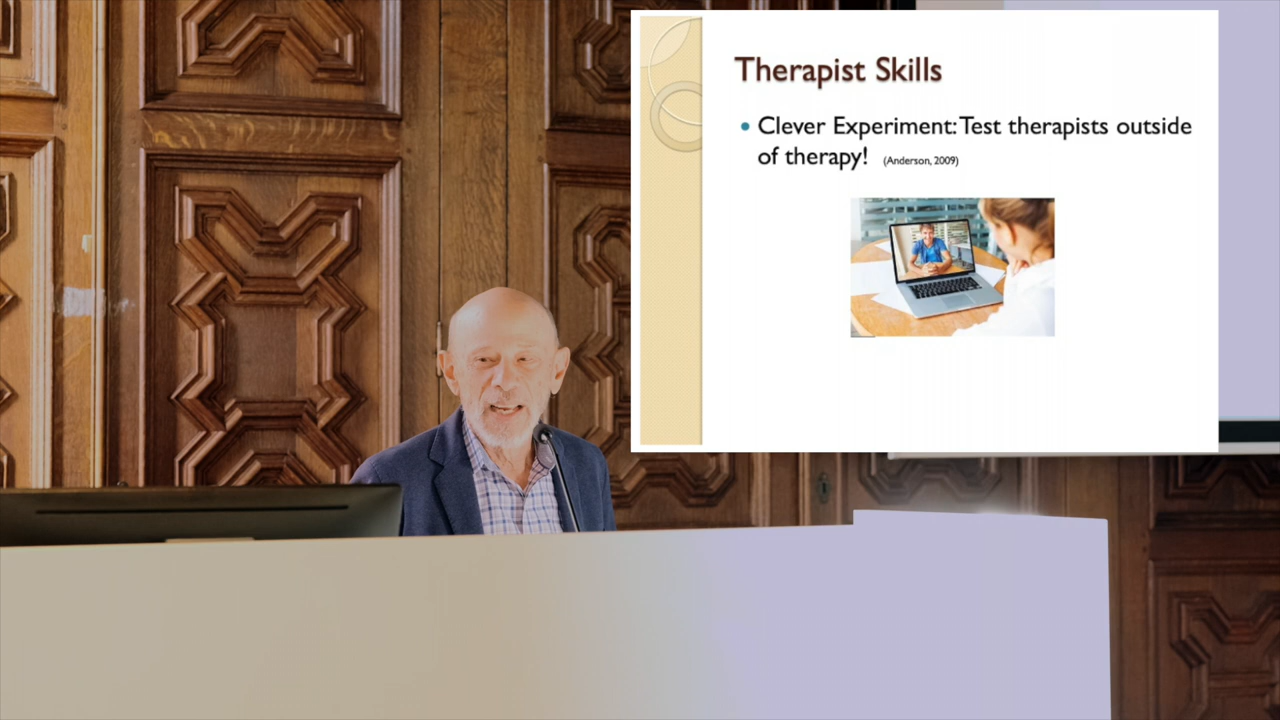 Therapist Skills
• Clever Experiment: Test therapists outside
of therapy! (Anderson, 2009)